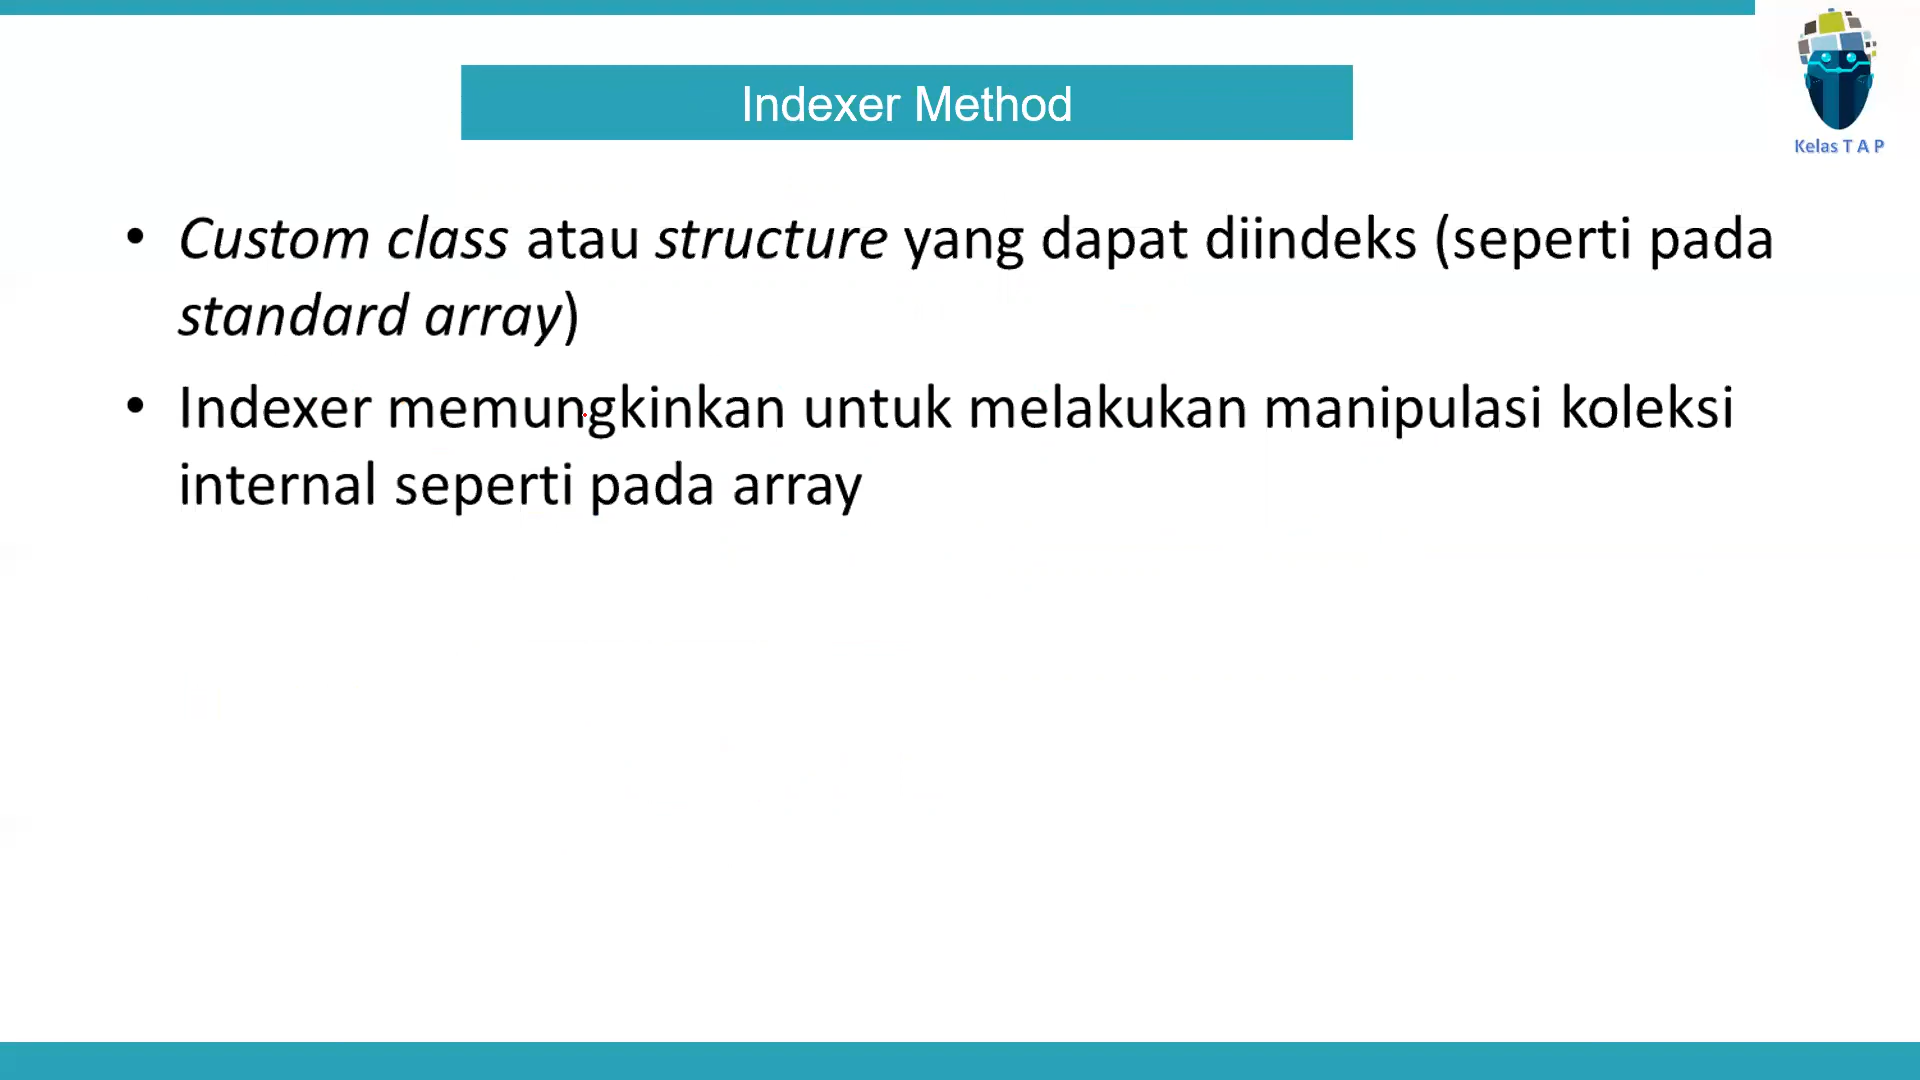 Indexer Method
Kelas T A P
• Custom class atau structure yang dapat diindeks (seperti pada
standard array)
• Indexer memungkinkan untuk melakukan manipulasi koleksi
internal seperti pada array